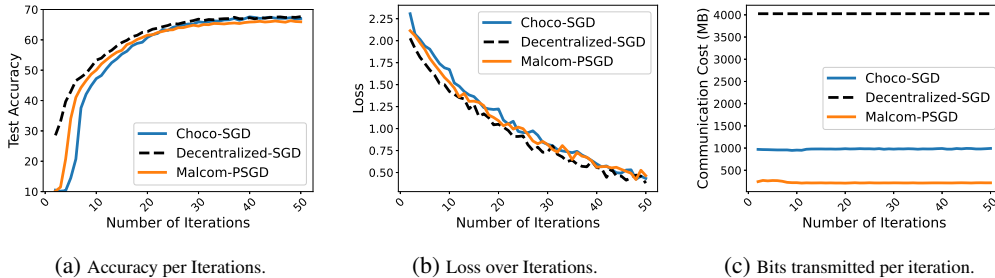 70
60
50
40
30
20
10
Test Accuracy
Choco-SGD
Decentralized-SGD
Malcom-PSGD
0
10
20
30
40
50
Number of Iterations
(a) Accuracy per Iterations.
2.25
2.00
1.75
1.50
1.25
1.00
0.75
0.50
Loss
Choco-SGD
Decentralized-SGD
Malcom-PSGD
0
10
20
30
40
50
Number of Iterations
(b) Loss over Iterations.
4000
3500
3000
2500
2000
1500
1000
500
Communication Cost (MB)
Choco-SGD
Decentralized-SGD
Malcom-PSGD
0
10
20
30
40
50
Number of Iterations
(c) Bits transmitted per iteration.